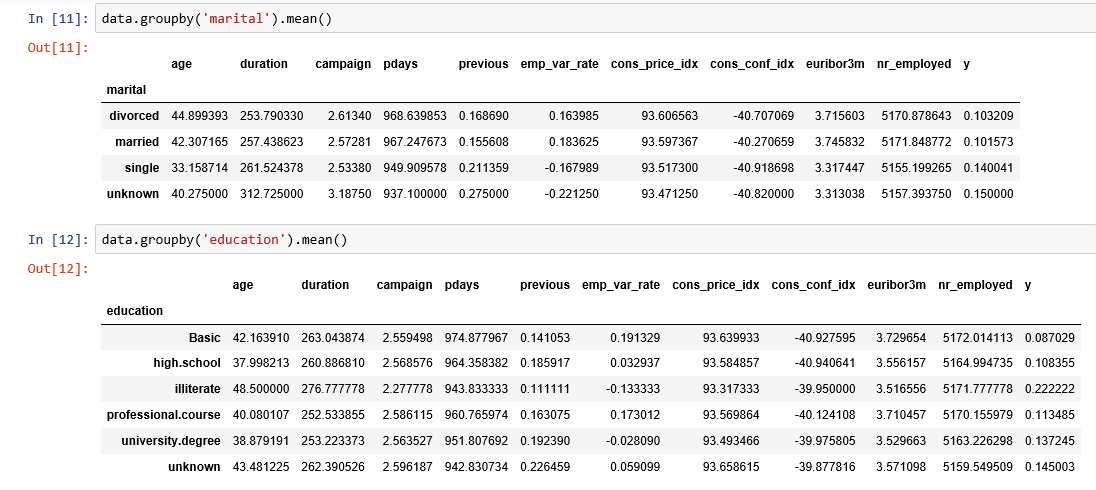 In [11]: data.groupby('marital').mean()
Out[11]:
age duration campaign pdays previous emp_var_rate cons_price_idx cons_conf_idx euribor3m nr_employed y
marital
divorced 44.899393 253.790330 2.61340 968.639853 0.168690 0.163985 93.606563 -40.707069 3.715603 5170.878643 0.103209
married 42.307165 257.438623 2.57281 967.247673 0.155608 0.183625 93.597367 -40.270659 3.745832 5171.848772 0.101573
single 33.158714 261.524378 2.53380 949.909578 0.211359 -0.167989 93.517300 -40.918698 3.317447 5155.199265 0.140041
unknown 40.275000 312.725000 3.18750 937.100000 0.275000 -0.221250 93.471250 -40.820000 3.313038 5157.393750 0.150000
In [12]: data.groupby('education').mean()
Out[12]:
age duration campaign pdays previous emp_var_rate cons_price_idx cons_conf_idx euribor3m nr_employed y
education
Basic 42.163910 263.043874 2.559498 974.877967 0.141053 0.191329 93.639933 -40.927595 3.729654 5172.014113 0.087029
high.school 37.998213 260.886810 2.568576 964.358382 0.185917 0.032937 93.584857 -40.940641 3.556157 5164.994735 0.108355
illiterate 48.500000 276.777778 2.277778 943.833333 0.111111 -0.133333 93.317333 -39.950000 3.516556 5171.777778 0.222222
professional.course 40.080107 252.533855 2.586115 960.765974 0.163075 0.173012 93.569864 -40.124108 3.710457 5170.155979 0.113485
university.degree 38.879191 253.223373 2.563527 951.807692 0.192390 -0.028090 93.493466 -39.975805 3.529663 5163.226298 0.137245
unknown 43.481225 262.390526 2.596187 942.830734 0.226459 0.059099 93.658615 -39.877816 3.571098 5159.549509 0.145003